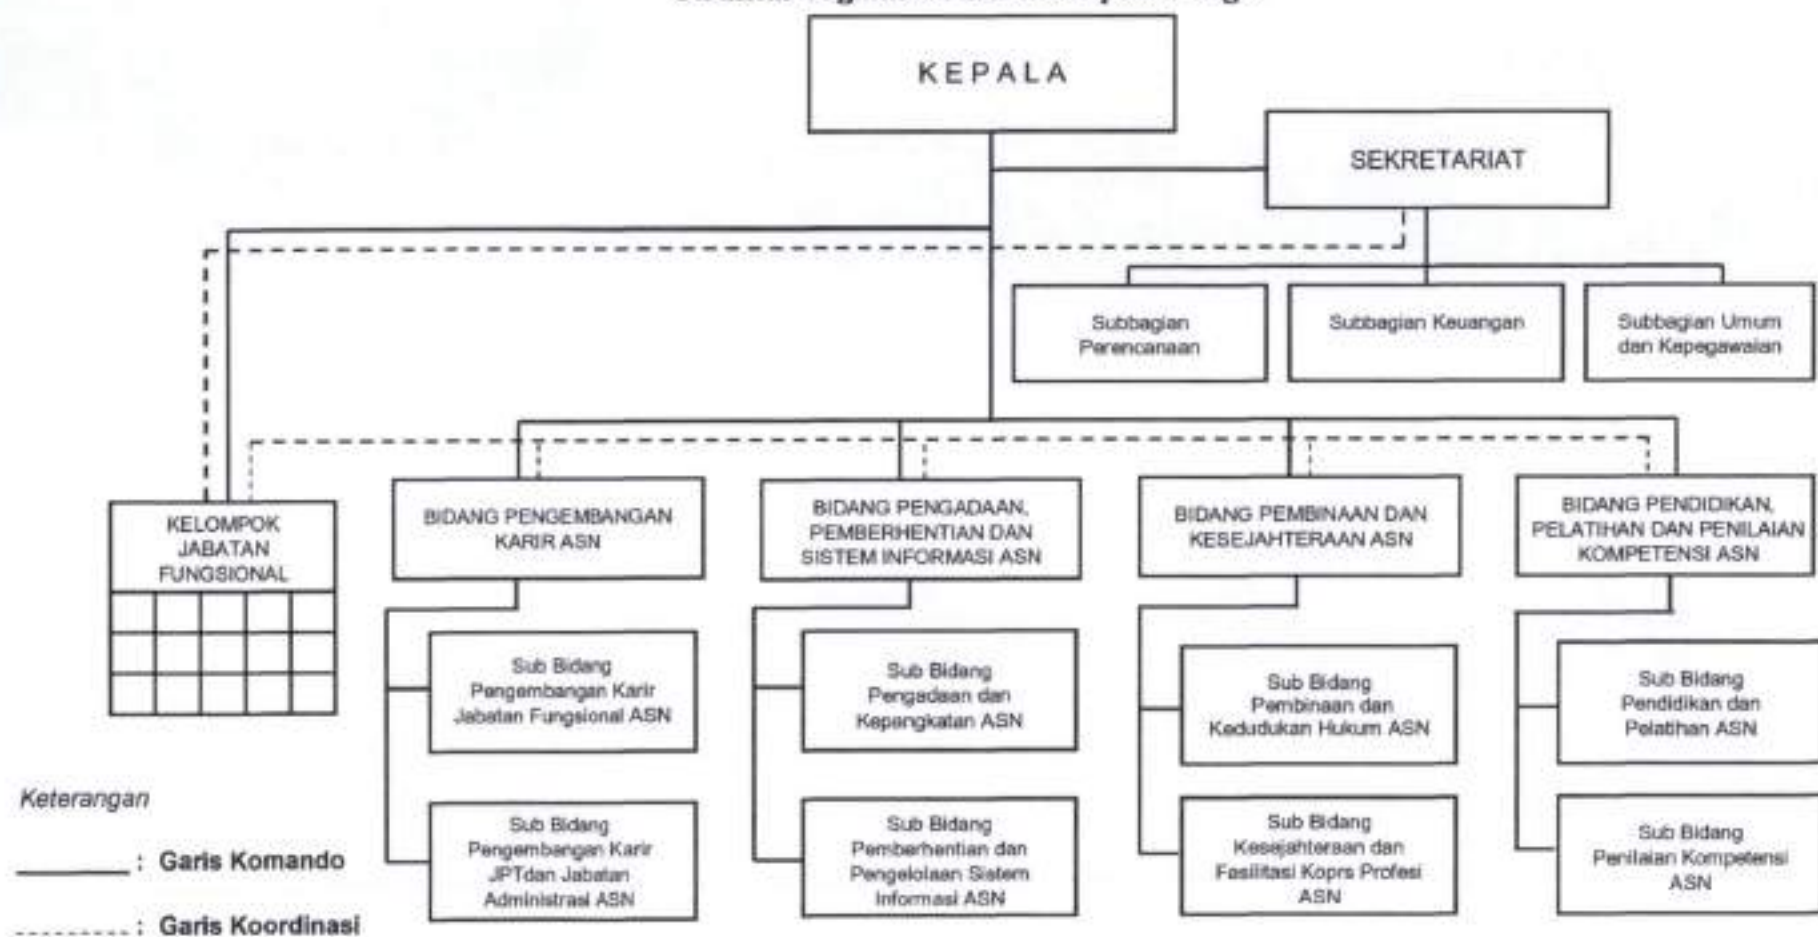 KEPALA
SEKRETARIAT
Subbagian
Perencanaan
Subbagian Keuangan
Subbagian Umum
dan Kepegawaian
KELOMPOK
JABATAN
FUNGSIONAL
BIDANG PENGEMBANGAN
KARIR ASN
BIDANG PENGADAAN,
PEMBERHENTIAN DAN
SISTEM INFORMASI ASN
BIDANG PEMBINAAN DAN
KESEJAHTERAAN ASN
BIDANG PENDIDIKAN,
PELATIHAN DAN PENILAIAN
KOMPETENSI ASN
Sub Bidang
Pengembangan Karir
Jabatan Fungsional ASN
Sub Bidang
Pengadaan dan
Kepangkatan ASN
Sub Bidang
Pembinaan dan
Kedudukan Hukum ASN
Sub Bidang
Pendidikan dan
Pelatihan ASN
Sub Bidang
Pengembangan Karir
JPTdan Jabatan
Administrasi ASN
Sub Bidang
Pemberhentian dan
Pengelolaan Sistem
Informasi ASN
Sub Bidang
Kesejahteraan dan
Fasilitasi Koprs Profesi
ASN
Sub Bidang
Penilaian Kompetensi
ASN
Keterangan
: Garis Komando
: Garis Koordinasi